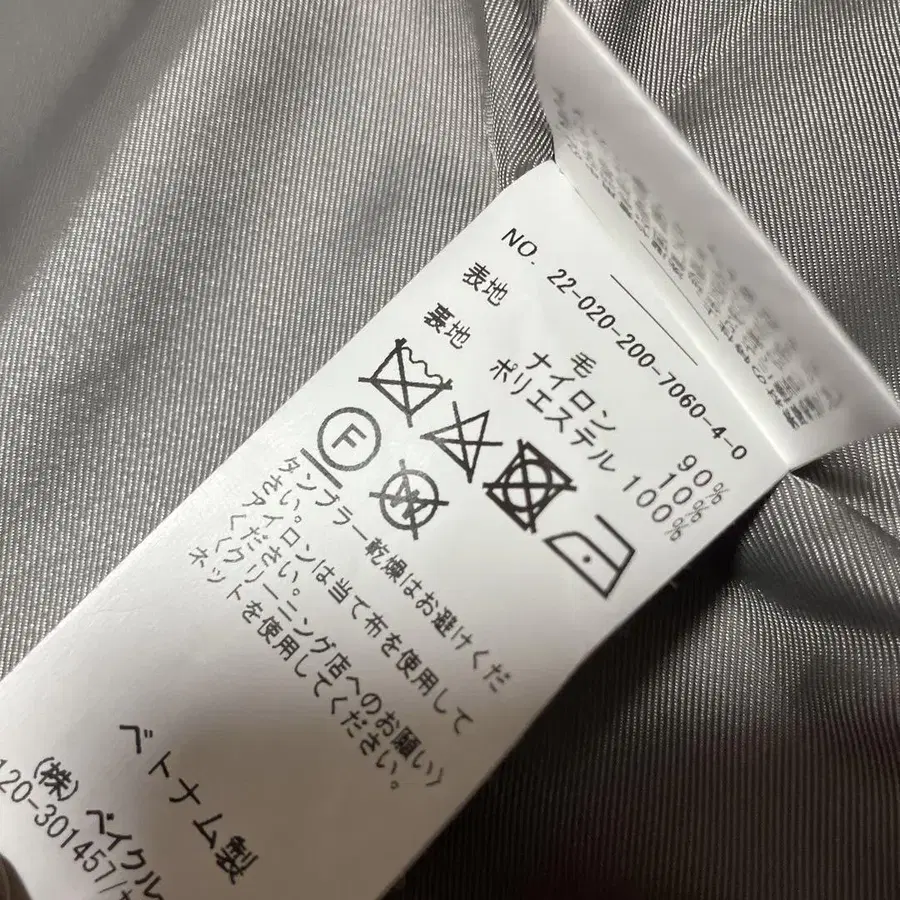 NO. 22-020-200-7060-4-0
表地 毛 90%
ナイロン 10%
裏地 ポリエステル 100%
F
W
タンブラー乾燥はお避けくだ
さい。
アイロンは当て布を使用して
ください。
〈クリーニング店へのお願い〉
ネットを使用してください。
ベトナム製
(株) ベイクル
120-301457/